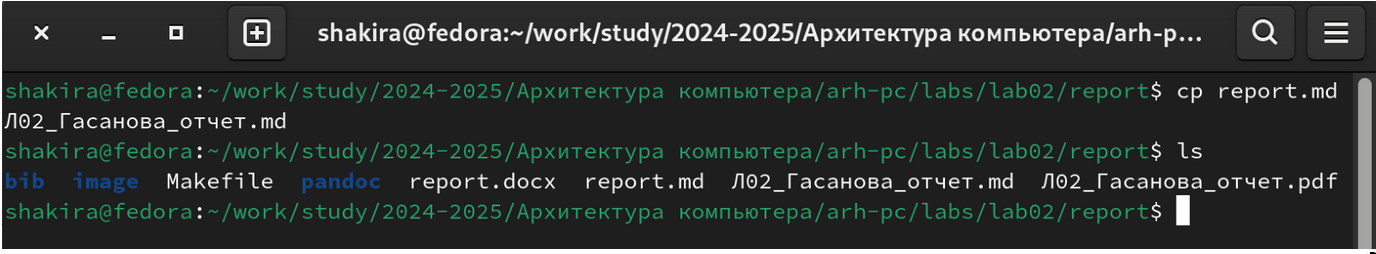 shakira@fedora:~/work/study/2024-2025/Архитектура компьютера/arh-p...
shakira@fedora:~/work/study/2024-2025/Архитектура компьютера/arh-pc/labs/lab02/report$ cp report.md
Л02_Гасанова_отчет.md
shakira@fedora:~/work/study/2024-2025/Архитектура компьютера/arh-pc/labs/lab02/report$ ls
bib image Makefile pandoc report.docx report.md Л02_Гасанова_отчет.md Л02_Гасанова_отчет.pdf
shakira@fedora:~/work/study/2024-2025/Архитектура компьютера/arh-pc/labs/lab02/report$